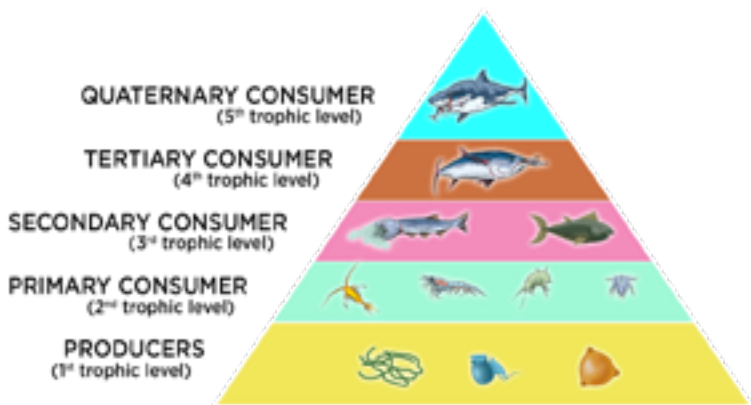 QUATERNARY CONSUMER
(5th trophic level)
TERTIARY CONSUMER
(4th trophic level)
SECONDARY CONSUMER
(3rd trophic level)
PRIMARY CONSUMER
(2nd trophic level)
PRODUCERS
(1st trophic level)